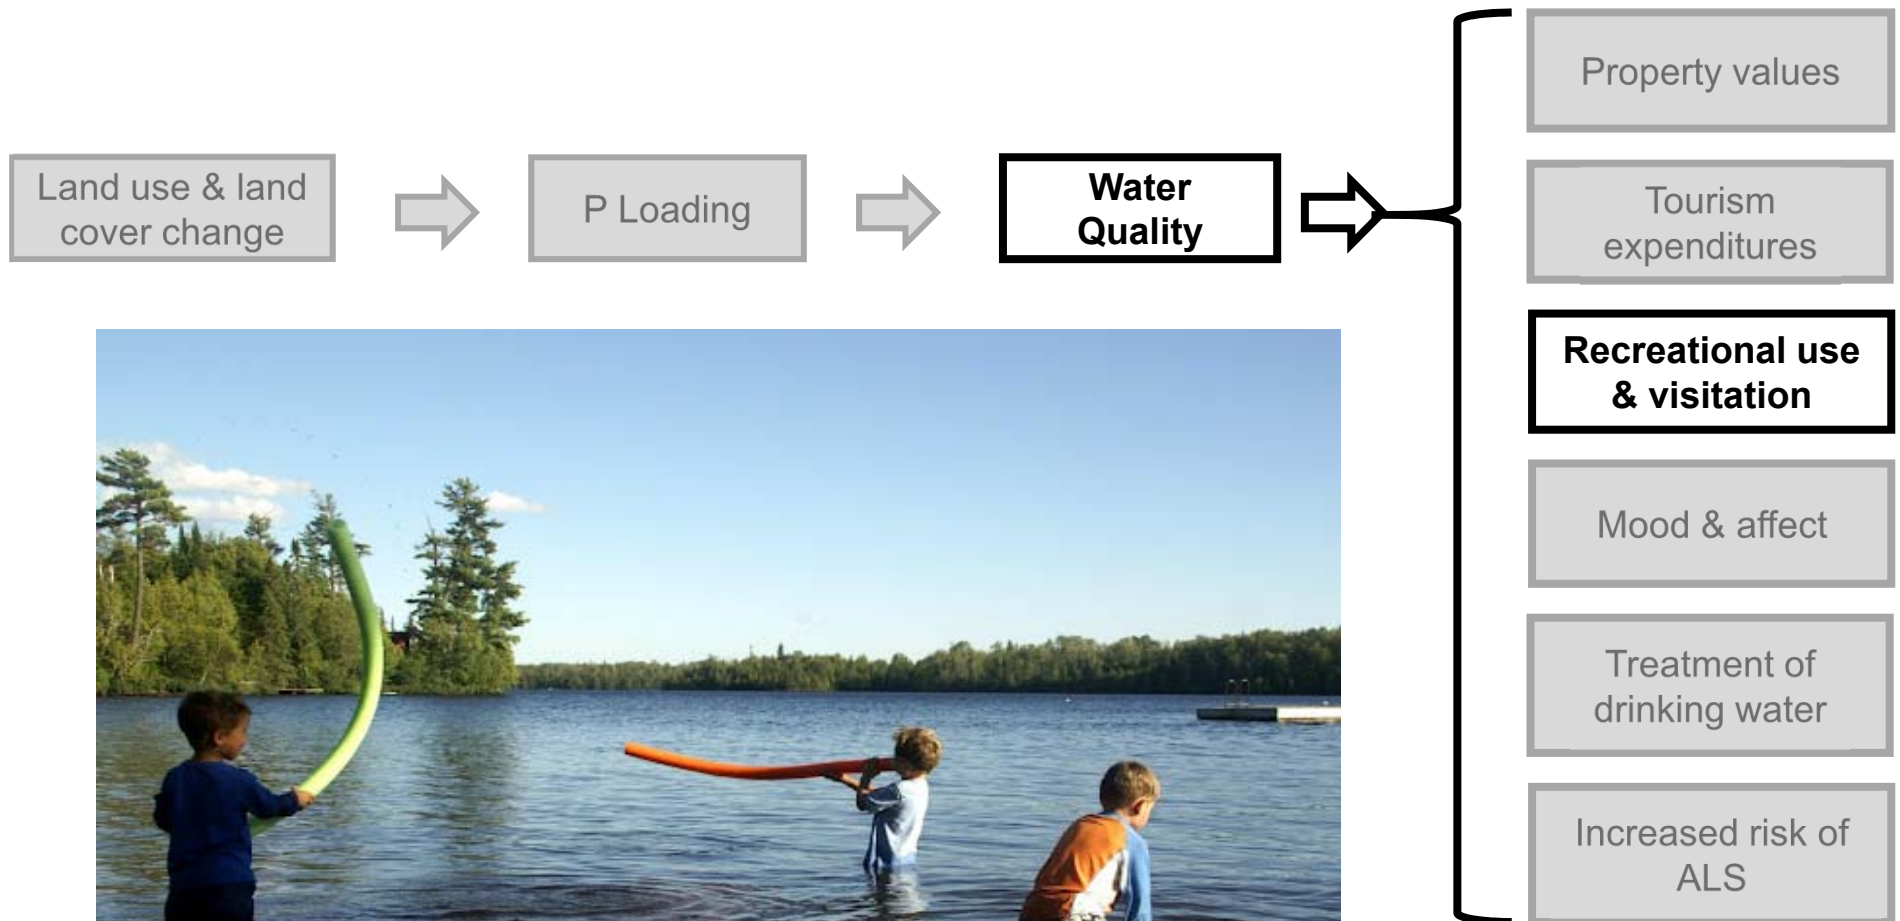 Land use & land
cover change
P Loading
Water
Quality
Property values
Tourism
expenditures
Recreational use
& visitation
Mood & affect
Treatment of
drinking water
Increased risk of
ALS